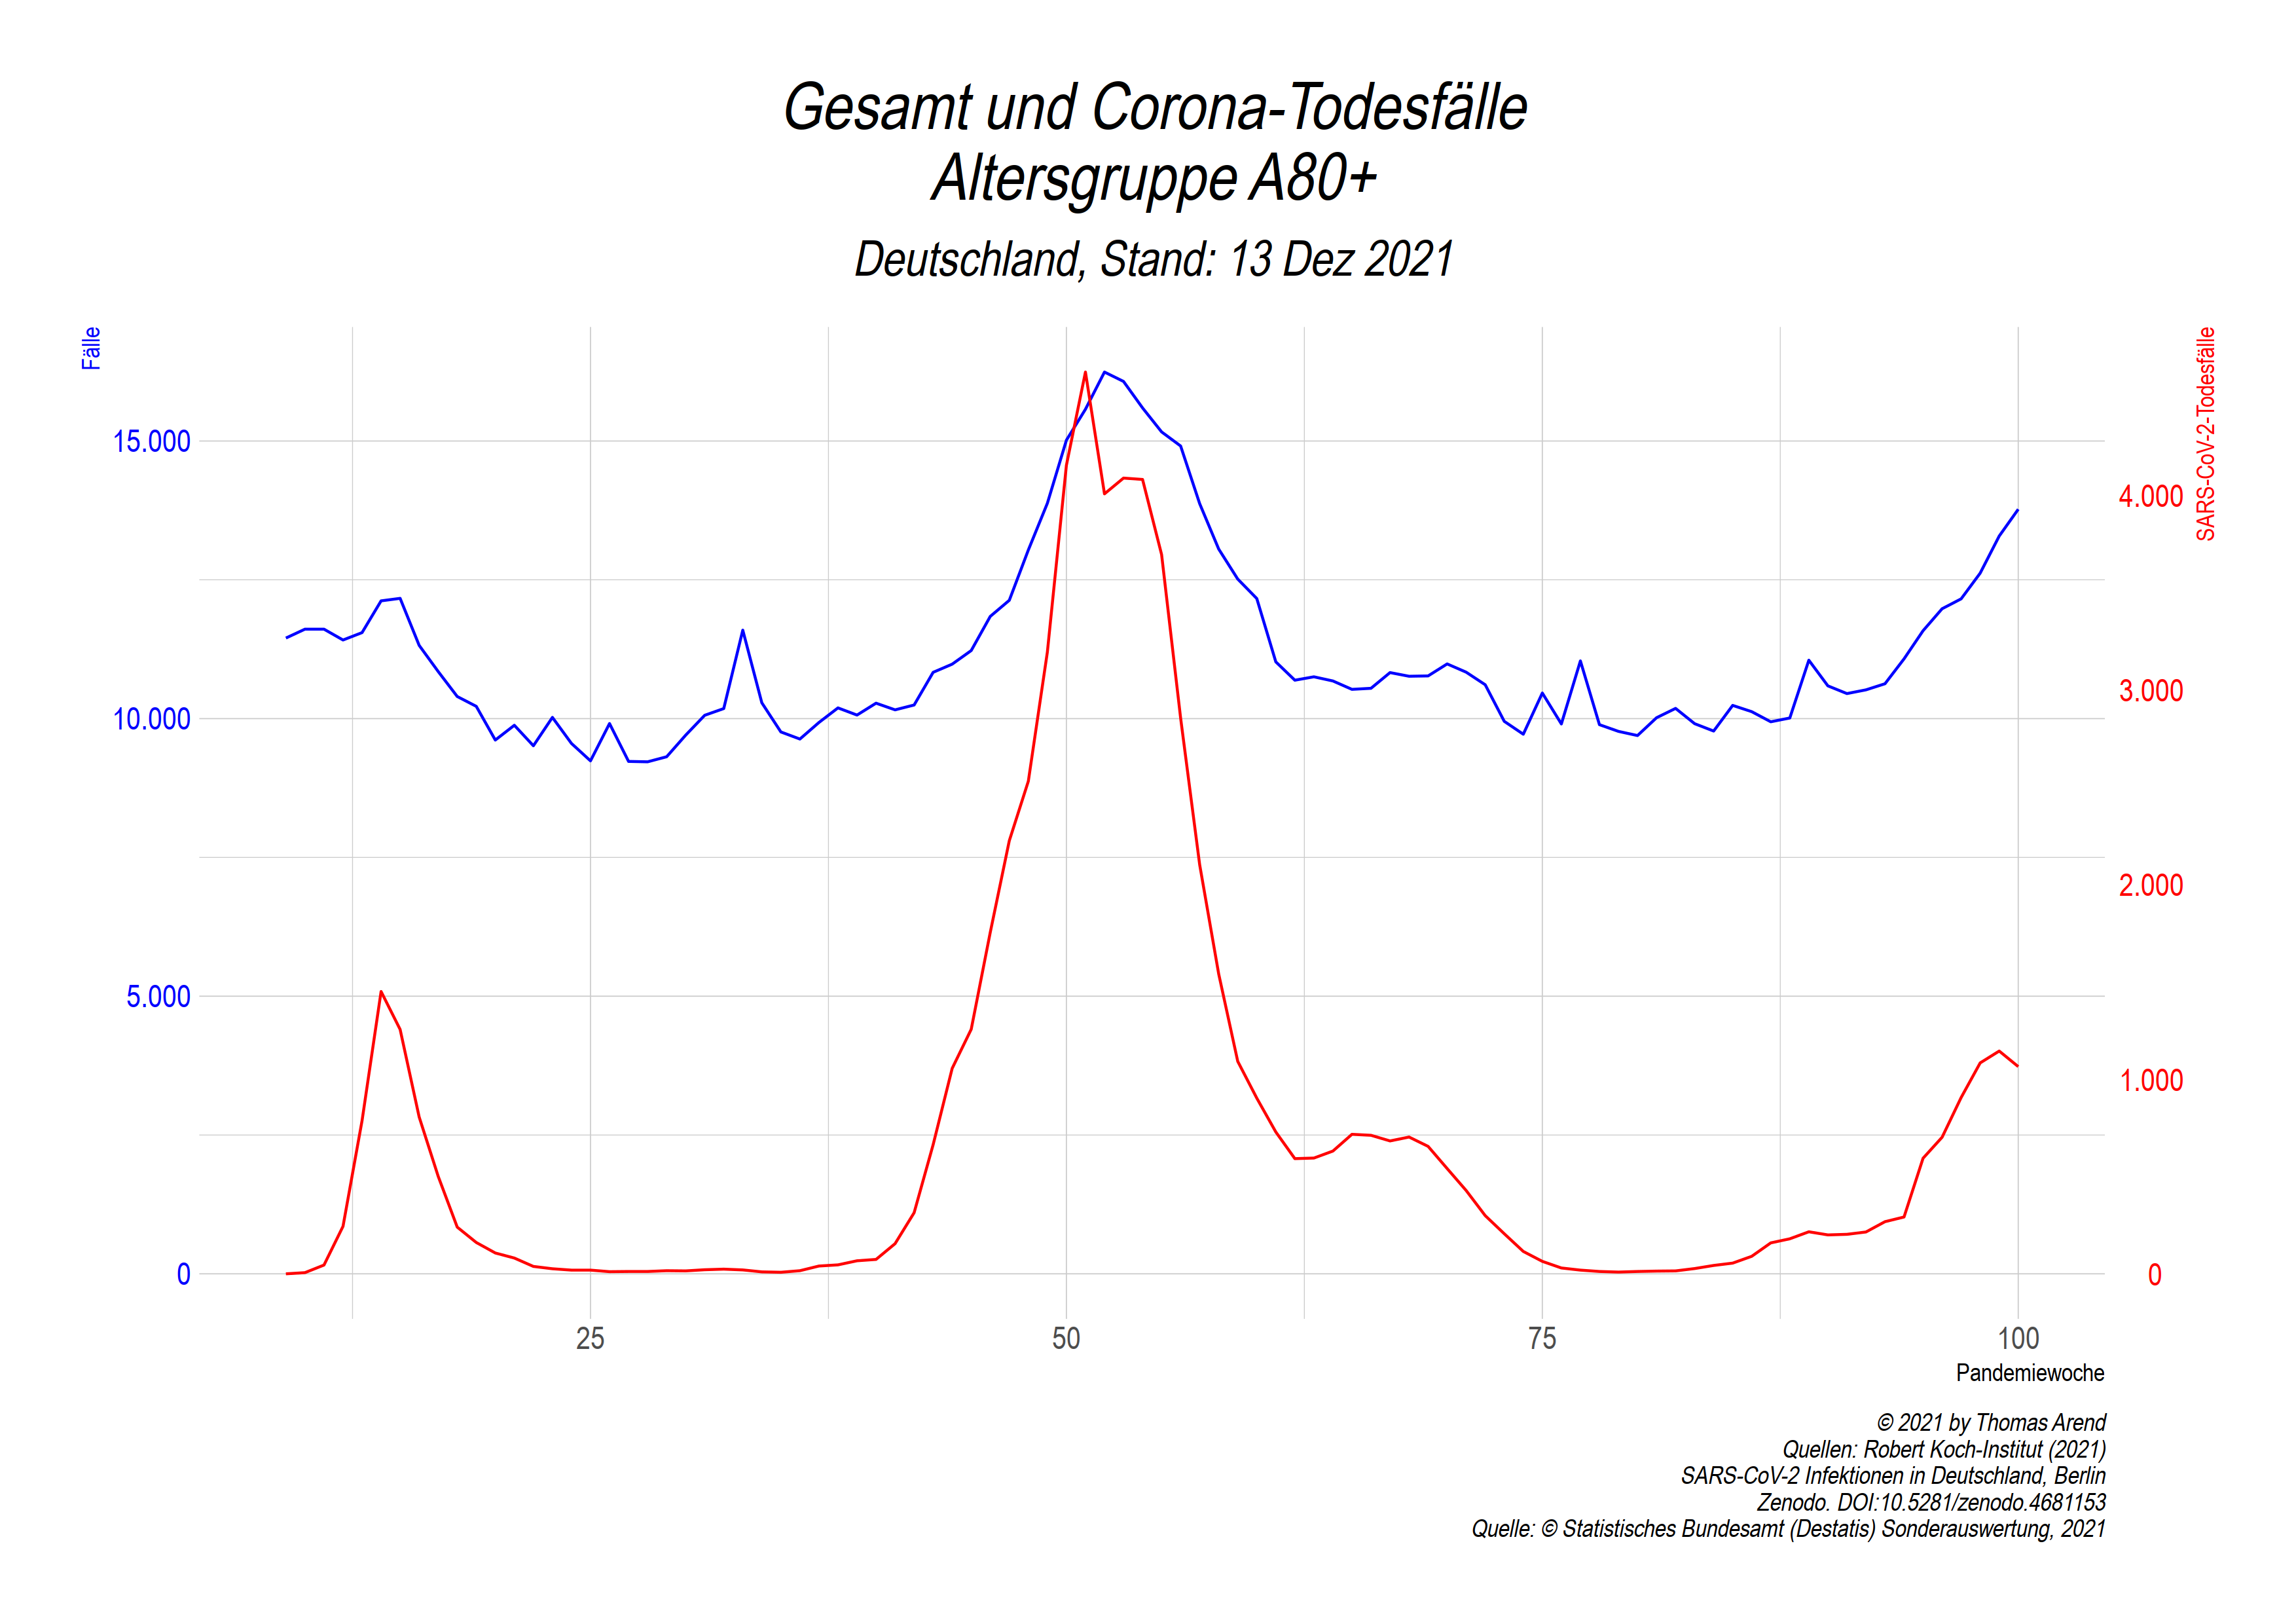 Gesamt und Corona-Todesfälle
Altersgruppe A80+
Deutschland, Stand: 13 Dez 2021
Fälle
SARS-CoV-2-Todesfälle
15.000
10.000
5.000
0
4.000
3.000
2.000
1.000
0
25
50
75
100
Pandemiewoche
© 2021 by Thomas Arend
Quellen: Robert Koch-Institut (2021)
SARS-CoV-2 Infektionen in Deutschland, Berlin
Zenodo. DOI:10.5281/zenodo.4681153
Quelle: © Statistisches Bundesamt (Destatis) Sonderauswertung, 2021